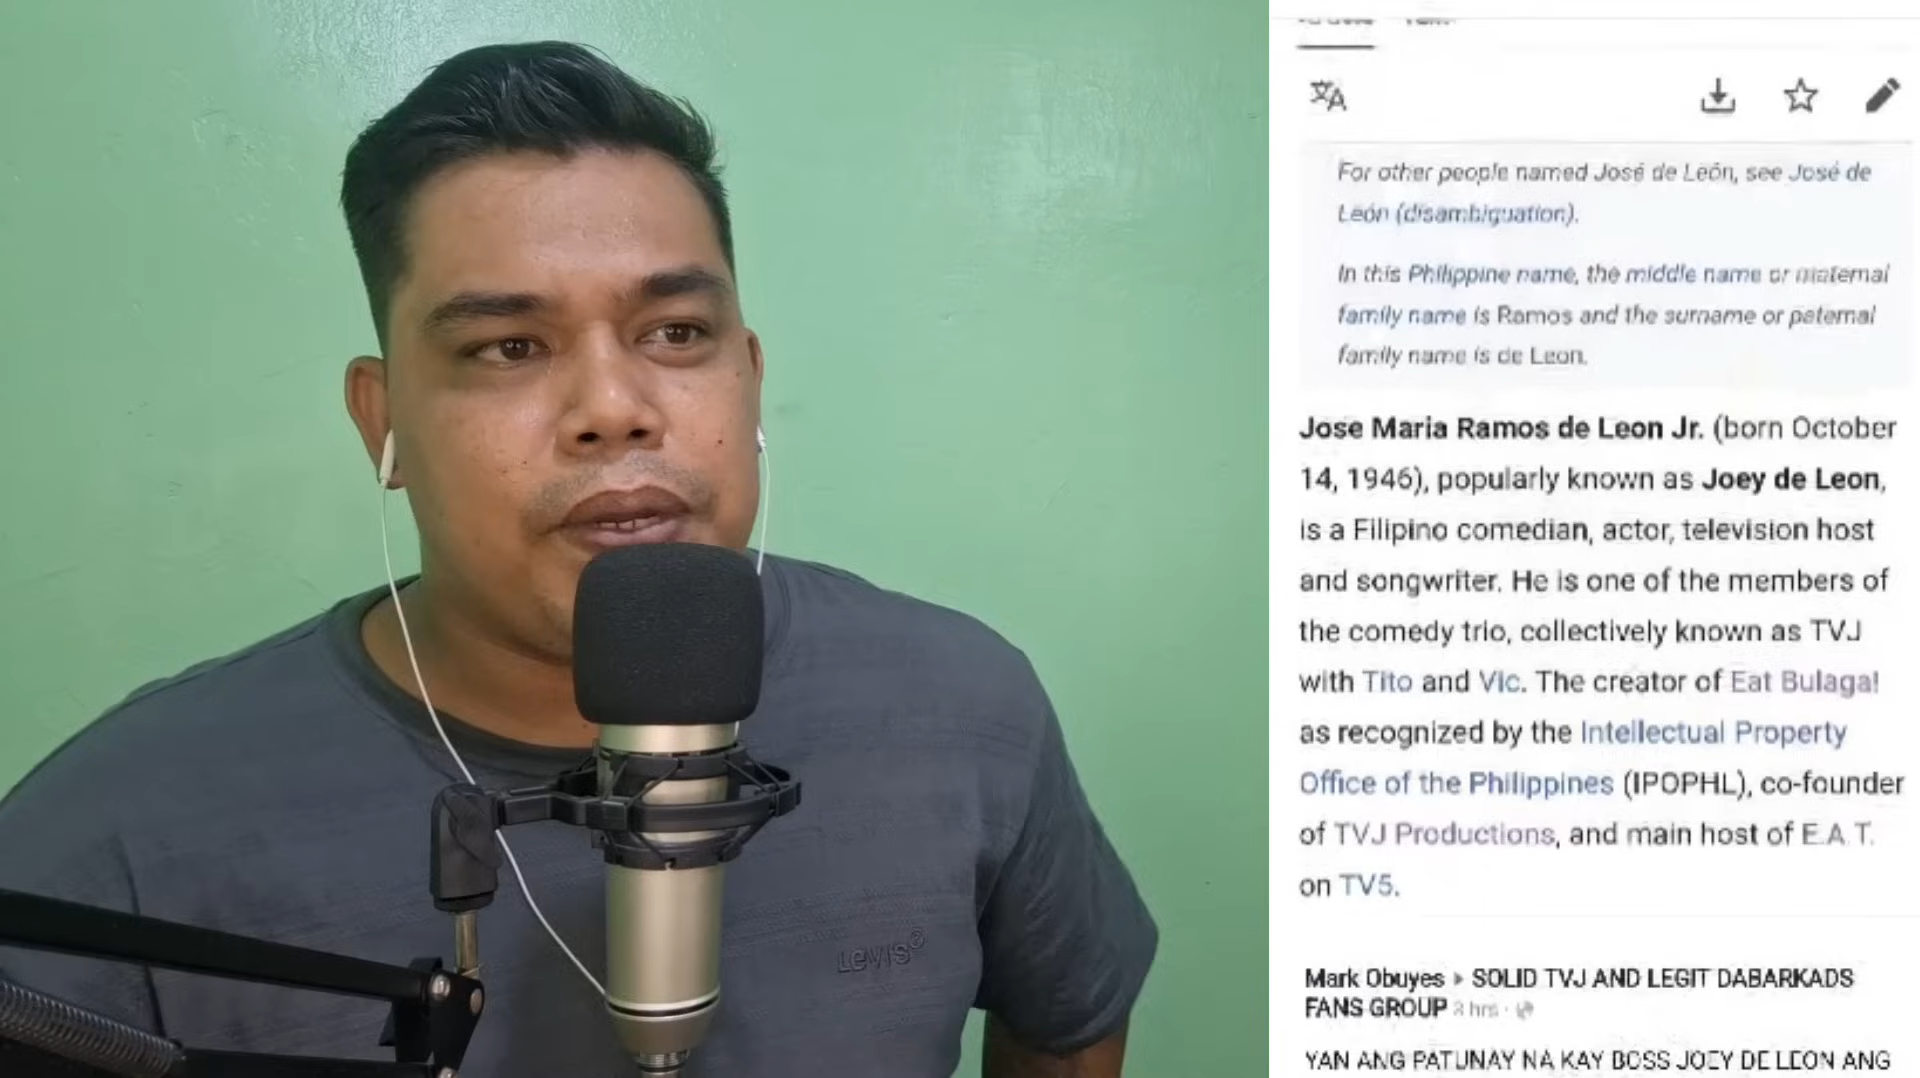 For other people named José de León, see José de
León (disambiguation).
In this Philippine name, the middle name or maternal
family name is Ramos and the surname or paternal
family name is de Leon.
Jose Maria Ramos de Leon Jr. (born October
14, 1946), popularly known as Joey de Leon,
is a Filipino comedian, actor, television host
and songwriter. He is one of the members of
the comedy trio, collectively known as TVJ
with Tito and Vic. The creator of Eat Bulaga!
as recognized by the Intellectual Property
Office of the Philippines (IPOPHL), co-founder
of TVJ Productions, and main host of E.A.T.
on TV5.
Mark Obuyes ▸ SOLID TVJ AND LEGIT DABARKADS
FANS GROUP 3 hrs ·
YAN ANG PATUNAY NA KAY BOSS JOEY DE LEON ANG
Levi's®